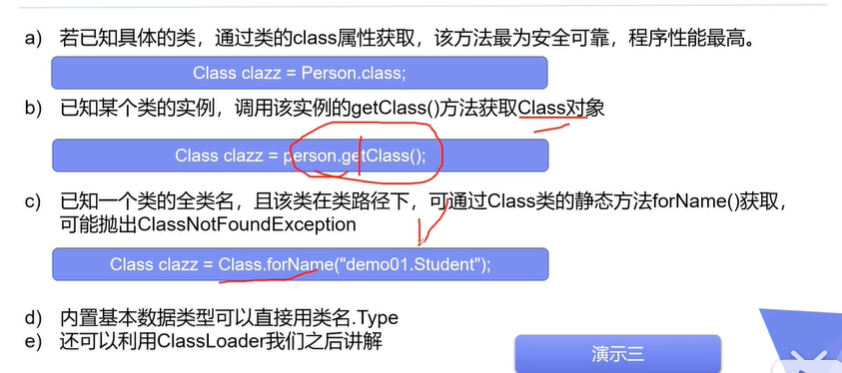 a) 若已知具体的类，通过类的class属性获取，该方法最为安全可靠，程序性能最高。
Class clazz = Person.class;
b) 已知某个类的实例，调用该实例的getClass()方法获取Class对象
Class clazz = person.getClass();
c) 已知一个类的全类名，且该类在类路径下，可通过Class类的静态方法forName()获取，
可能抛出ClassNotFoundException
Class clazz = Class.forName("demo01.Student");
d) 内置基本数据类型可以直接用类名.Type
e) 还可以利用ClassLoader我们之后讲解
演示三